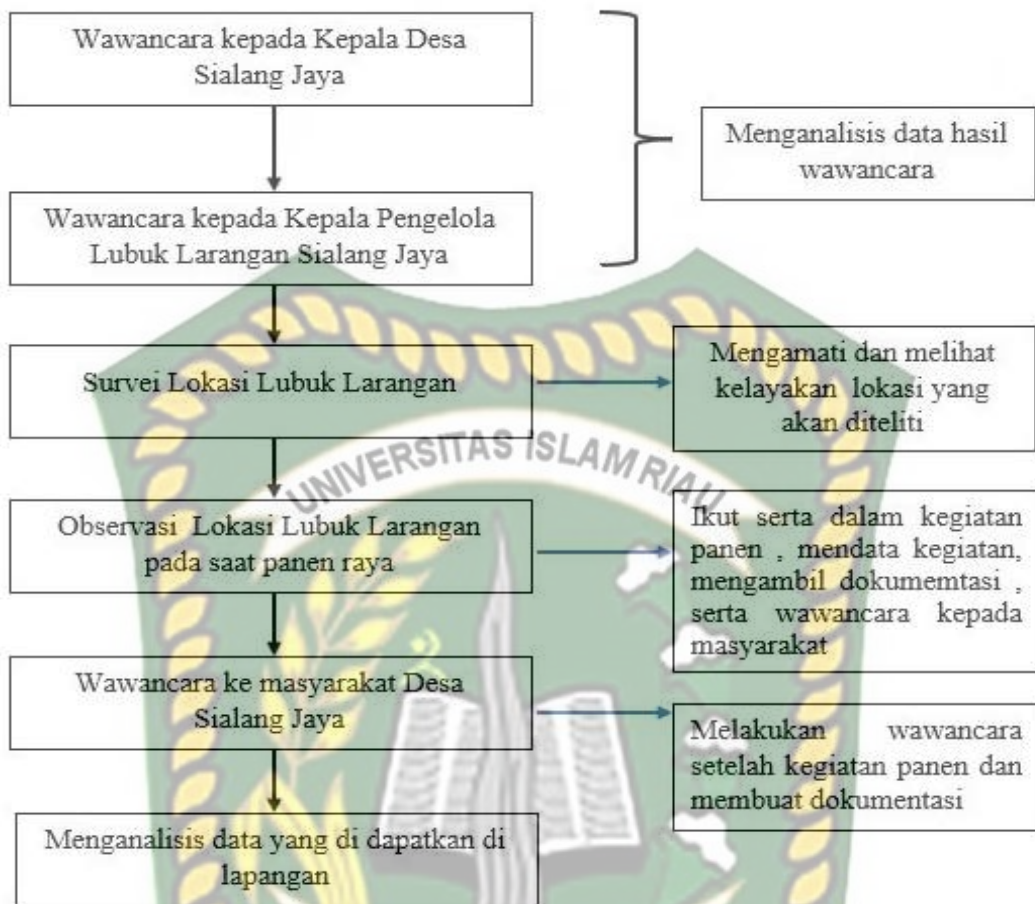 Wawancara kepada Kepala Desa
Sialang Jaya
Menganalisis data hasil
wawancara
Wawancara kepada Kepala Pengelola
Lubuk Larangan Sialang Jaya
Survei Lokasi Lubuk Larangan
Mengamati dan melihat
kelayakan lokasi yang
akan diteliti
UNIVERSITAS ISLAM RIAU
Observasi Lokasi Lubuk Larangan
pada saat panen raya
Ikut serta dalam kegiatan
panen , mendata kegiatan,
mengambil dokumemtasi ,
serta wawancara kepada
masyarakat
Wawancara ke masyarakat Desa
Sialang Jaya
Melakukan wawancara
setelah kegiatan panen dan
membuat dokumentasi
Menganalisis data yang di dapatkan di
lapangan